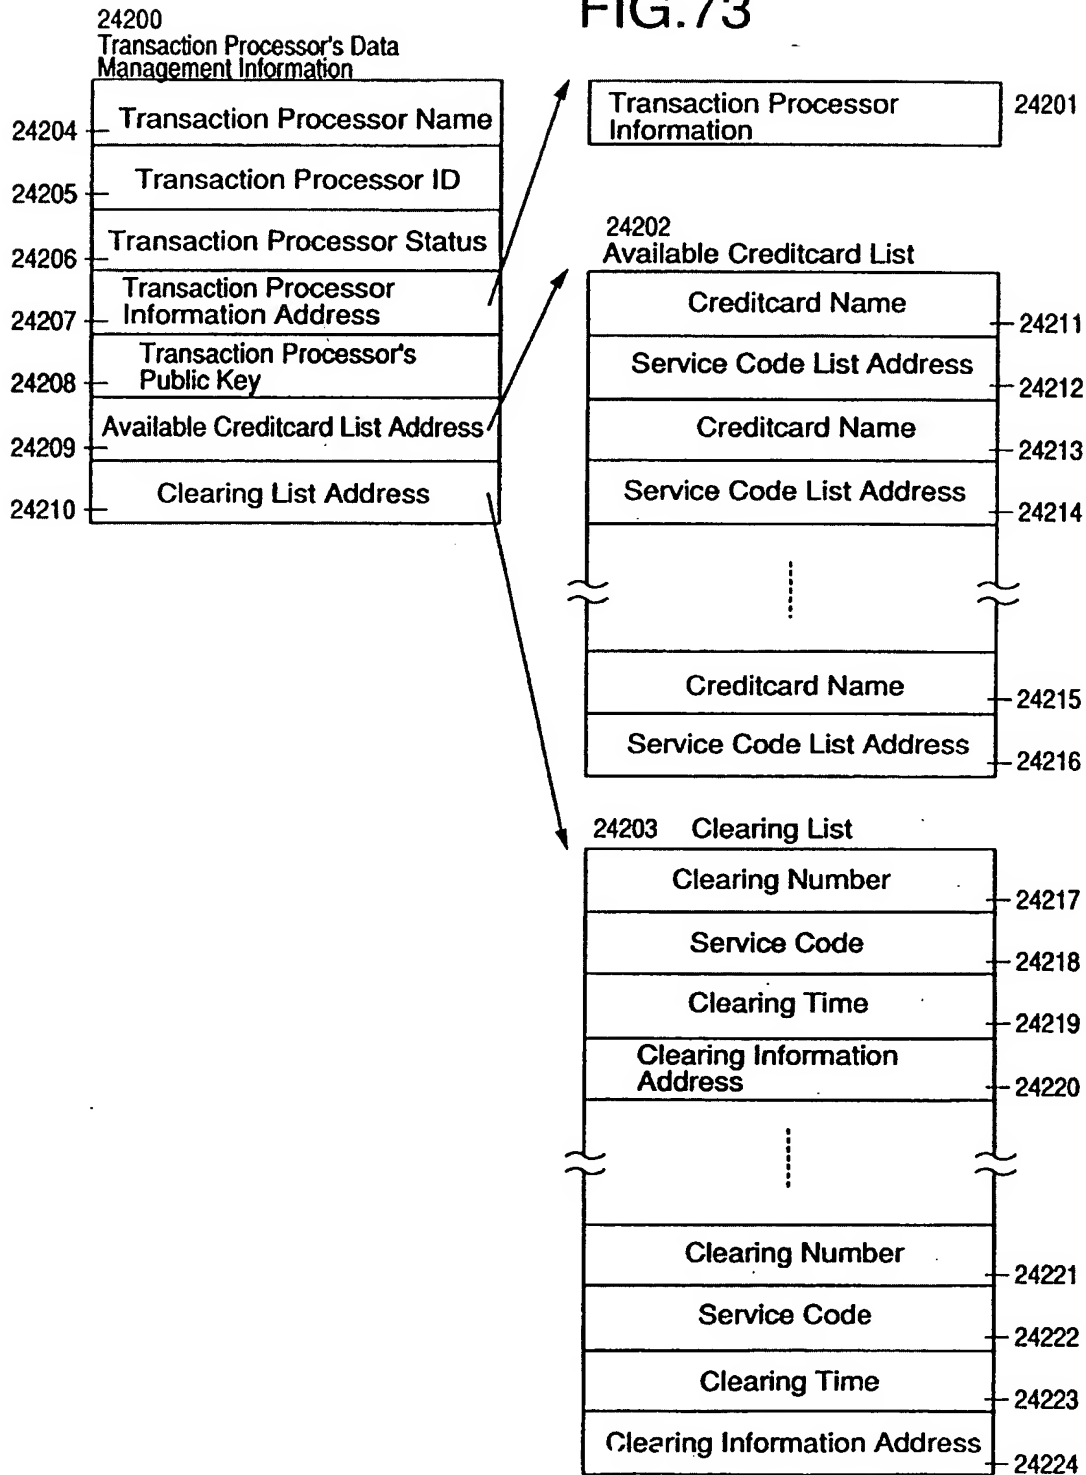 FIG.73
24200
Transaction Processor's Data
Management Information
24204
Transaction Processor Name
24205
Transaction Processor ID
24206
Transaction Processor Status
24207
Transaction Processor
Information Address
24208
Transaction Processor's
Public Key
24209
Available Creditcard List Address
24210
Clearing List Address
Transaction Processor
Information
24201
24202
Available Creditcard List
Creditcard Name
24211
Service Code List Address
24212
Creditcard Name
24213
Service Code List Address
24214
Creditcard Name
24215
Service Code List Address
24216
24203 Clearing List
Clearing Number
24217
Service Code
24218
Clearing Time
24219
Clearing Information
Address
24220
Clearing Number
24221
Service Code
24222
Clearing Time
24223
Clearing Information Address
24224